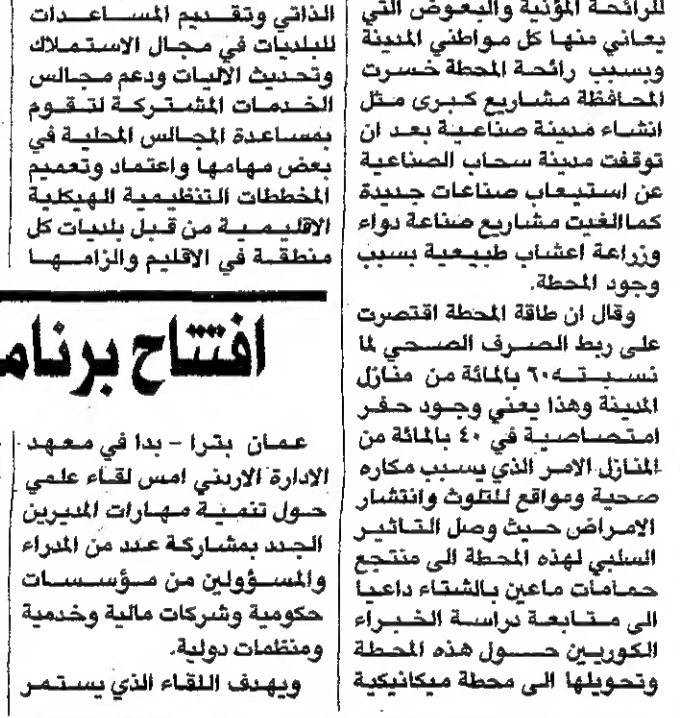 للرائحة المؤذية والبعوض التي
يعاني منها كل مواطني المدينة
وبسبب رائحة المحطة خسرت
المحافظة مشاريع كبرى مثل
انشاء مدينة صناعية بعد ان
توقفت مدينة سحاب الصناعية
عن استيعاب صناعات جديدة
كما الغيت مشاريع صناعة دواء
وزراعة اعشاب طبيعية بسبب
وجود المحطة.
وقال ان طاقة المحطة اقتصرت
على ربط الصرف الصحي لما
نسبته ٦٠ بالمائة من منازل
المدينة وهذا يعني وجود حفر
امتصاصية في ٤٠ بالمائة من
المنازل الامر الذي يسبب مكاره
صحية ومواقع للتلوث وانتشار
الامراض حيث وصل التاثير
السلبي لهذه المحطة الى منتجع
حمامات ماعين بالشتاء داعيا
الى متابعة دراسة الخبراء
الكوريين حول هذه المحطة
وتحويلها الى محطة ميكانيكية
الذاتي وتقديم المساعدات
للبلديات في مجال الاستملاك
وتحديث الاليات ودعم مجالس
الخدمات المشتركة لتقوم
بمساعدة المجالس المحلية في
بعض مهامها واعتماد وتعميم
المخططات التنظيمية الهيكلية
الاقليمية من قبل بلديات كل
منطقة في الاقليم والزامها
افتتاح برنام
عمان بترا - بدا في معهد
الادارة الاردني امس لقاء علمي
حول تنمية مهارات المديرين
الجدد بمشاركة عدد من المدراء
والمسؤولين من مؤسسات
حكومية وشركات مالية وخدمية
ومنظمات دولية.
ويهدف اللقاء الذي يستمر